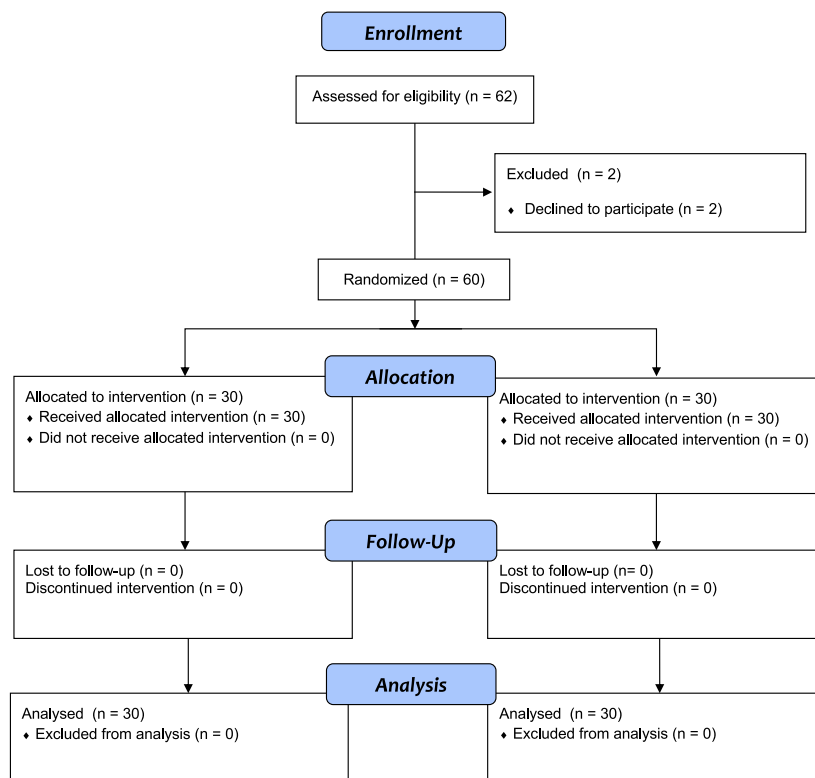 Enrollment
Assessed for eligibility (n = 62)
Excluded  (n = 2)
♦ Declined to participate (n = 2)
Randomized (n = 60)
Allocation
Allocated to intervention (n = 30)
♦ Received allocated intervention (n = 30)
♦ Did not receive allocated intervention (n = 0)
Allocated to intervention (n = 30)
♦ Received allocated intervention (n = 30)
♦ Did not receive allocated intervention (n = 0)
Follow-Up
Lost to follow-up (n = 0)
Discontinued intervention (n = 0)
Lost to follow-up (n= 0)
Discontinued intervention (n = 0)
Analysis
Analysed (n = 30)
♦ Excluded from analysis (n = 0)
Analysed (n = 30)
♦ Excluded from analysis (n = 0)